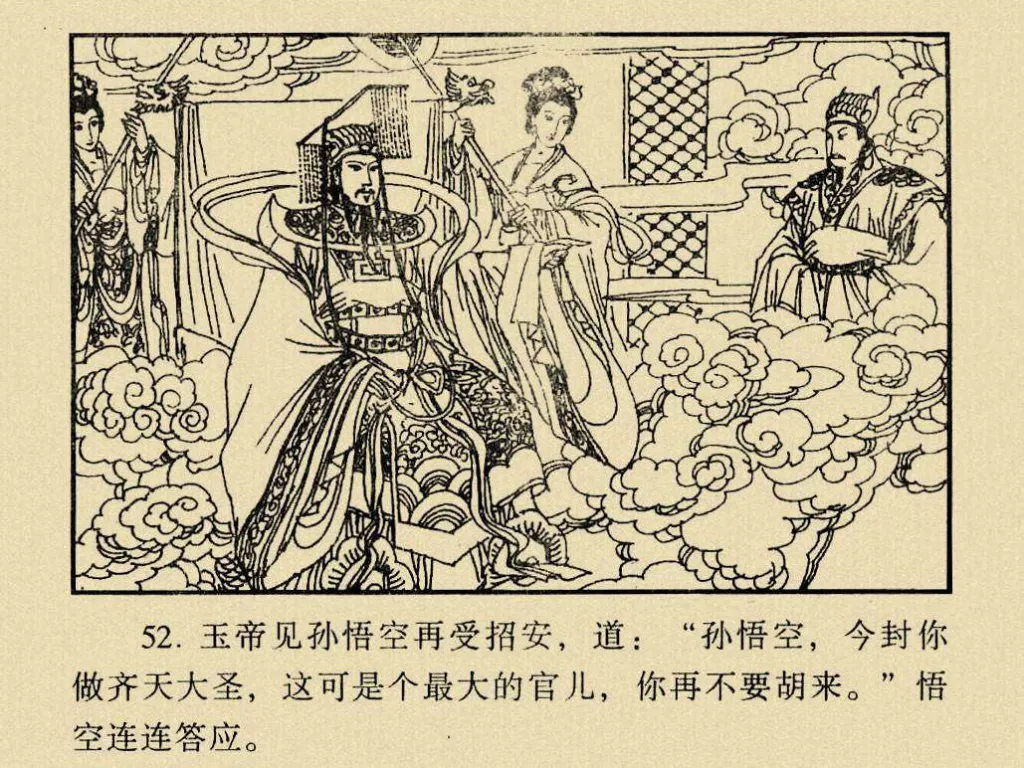 52. 玉帝见孙悟空再受招安，道：“孙悟空，今封你
做齐天大圣，这可是个最大的官儿，你再不要胡来。”悟
空连连答应。